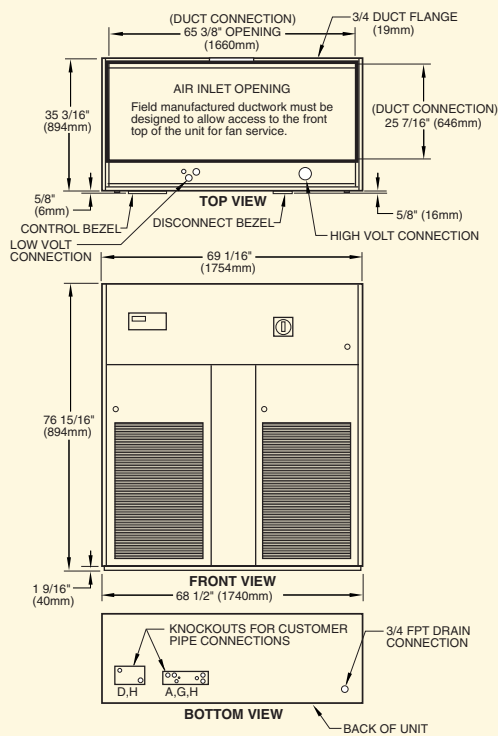 (DUCT CONNECTION)
65 3/8" OPENING
(1660mm)
3/4 DUCT FLANGE
(19mm)
35 3/16"
(894mm)
AIR INLET OPENING
Field manufactured ductwork must be
designed to allow access to the front
top of the unit for fan service.
(DUCT CONNECTION)
25 7/16" (646mm)
5/8"
(6mm)
TOP VIEW
5/8" (16mm)
CONTROL BEZEL
DISCONNECT BEZEL
LOW VOLT
CONNECTION
HIGH VOLT CONNECTION
69 1/16"
(1754mm)
76 15/16"
(894mm)
1 9/16"
(40mm)
FRONT VIEW
68 1/2" (1740mm)
KNOCKOUTS FOR CUSTOMER
PIPE CONNECTIONS
3/4 FPT DRAIN
CONNECTION
D,H
A,G,H
BOTTOM VIEW
BACK OF UNIT